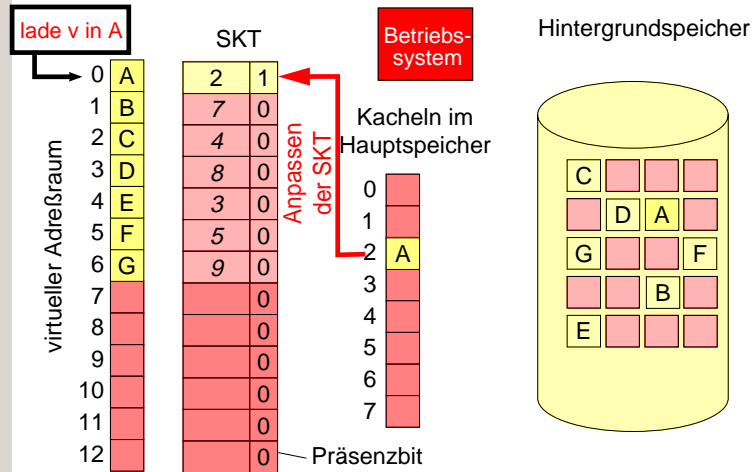 lade v in A
SKT
Betriebs-
system
Hintergrundspeicher
virtueller Adreßraum
0 A 2 1
1 B 7 0
2 C 4 0
3 D 8 0
4 E 3 0
5 F 5 0
6 G 9 0
7 0
8 0
9 0
10 0
11 0
12 0
Präsenzbit
Anpassen
der SKT
Kacheln im
Hauptspeicher
0
1
2 A
3
4
5
6
7
C
D A
G F
B
E